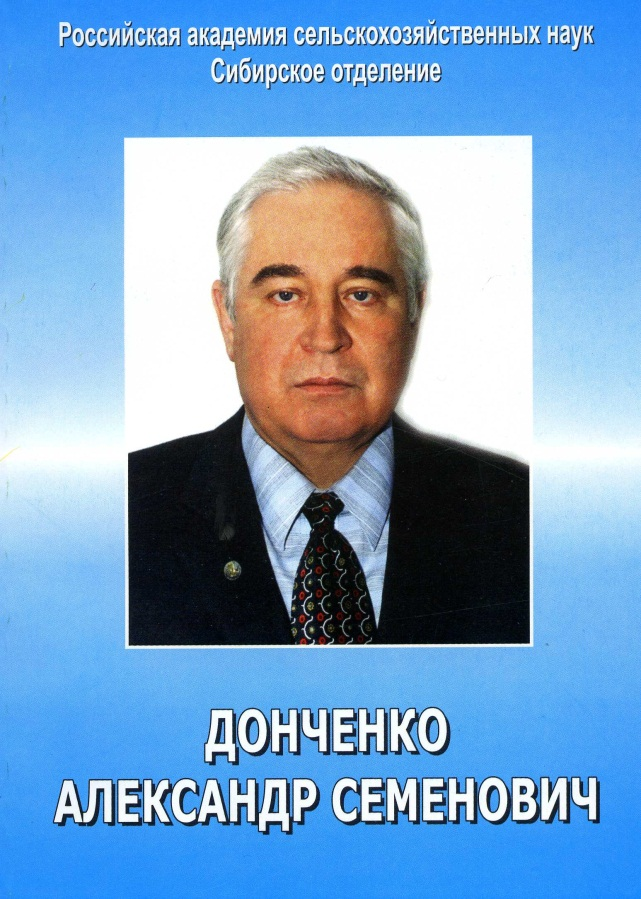 Российская академия сельскохозяйственных наук
Сибирское отделение
ДОНЧЕНКО
АЛЕКСАНДР СЕМЕНОВИЧ